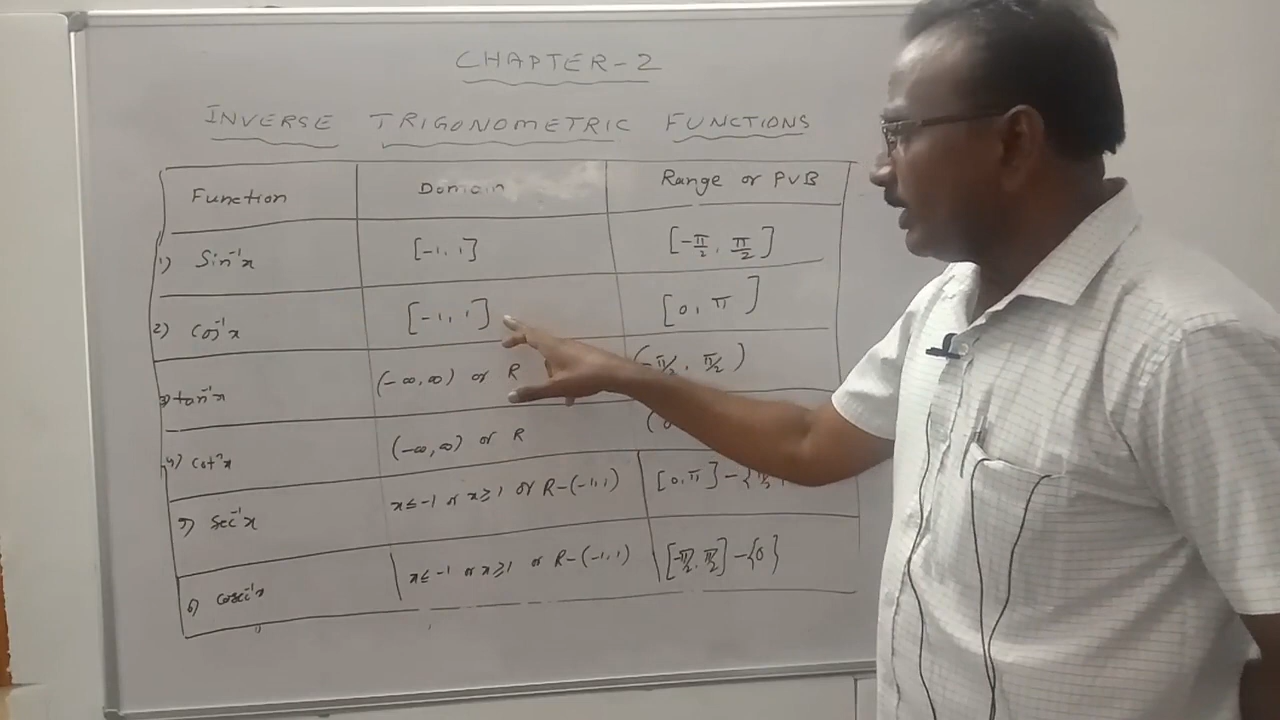 CHAPTER-2
INVERSE TRIGONOMETRIC FUNCTIONS
Function Domain Range or PVB
1) Sin⁻¹x [-1, 1] [-π/2, π/2]
2) Cos⁻¹x [-1, 1] [0, π]
3) tan⁻¹x (-∞,∞) or R (-π/2, π/2)
4) Cot⁻¹x (-∞,∞) or R (0
5) Sec⁻¹x x≤-1 or x≥1 or R-(-1,1) [0,π]-{π/2
6) Cosec⁻¹x x≤-1 or x≥1 or R-(-1,1) [-π/2, π/2]-{0}